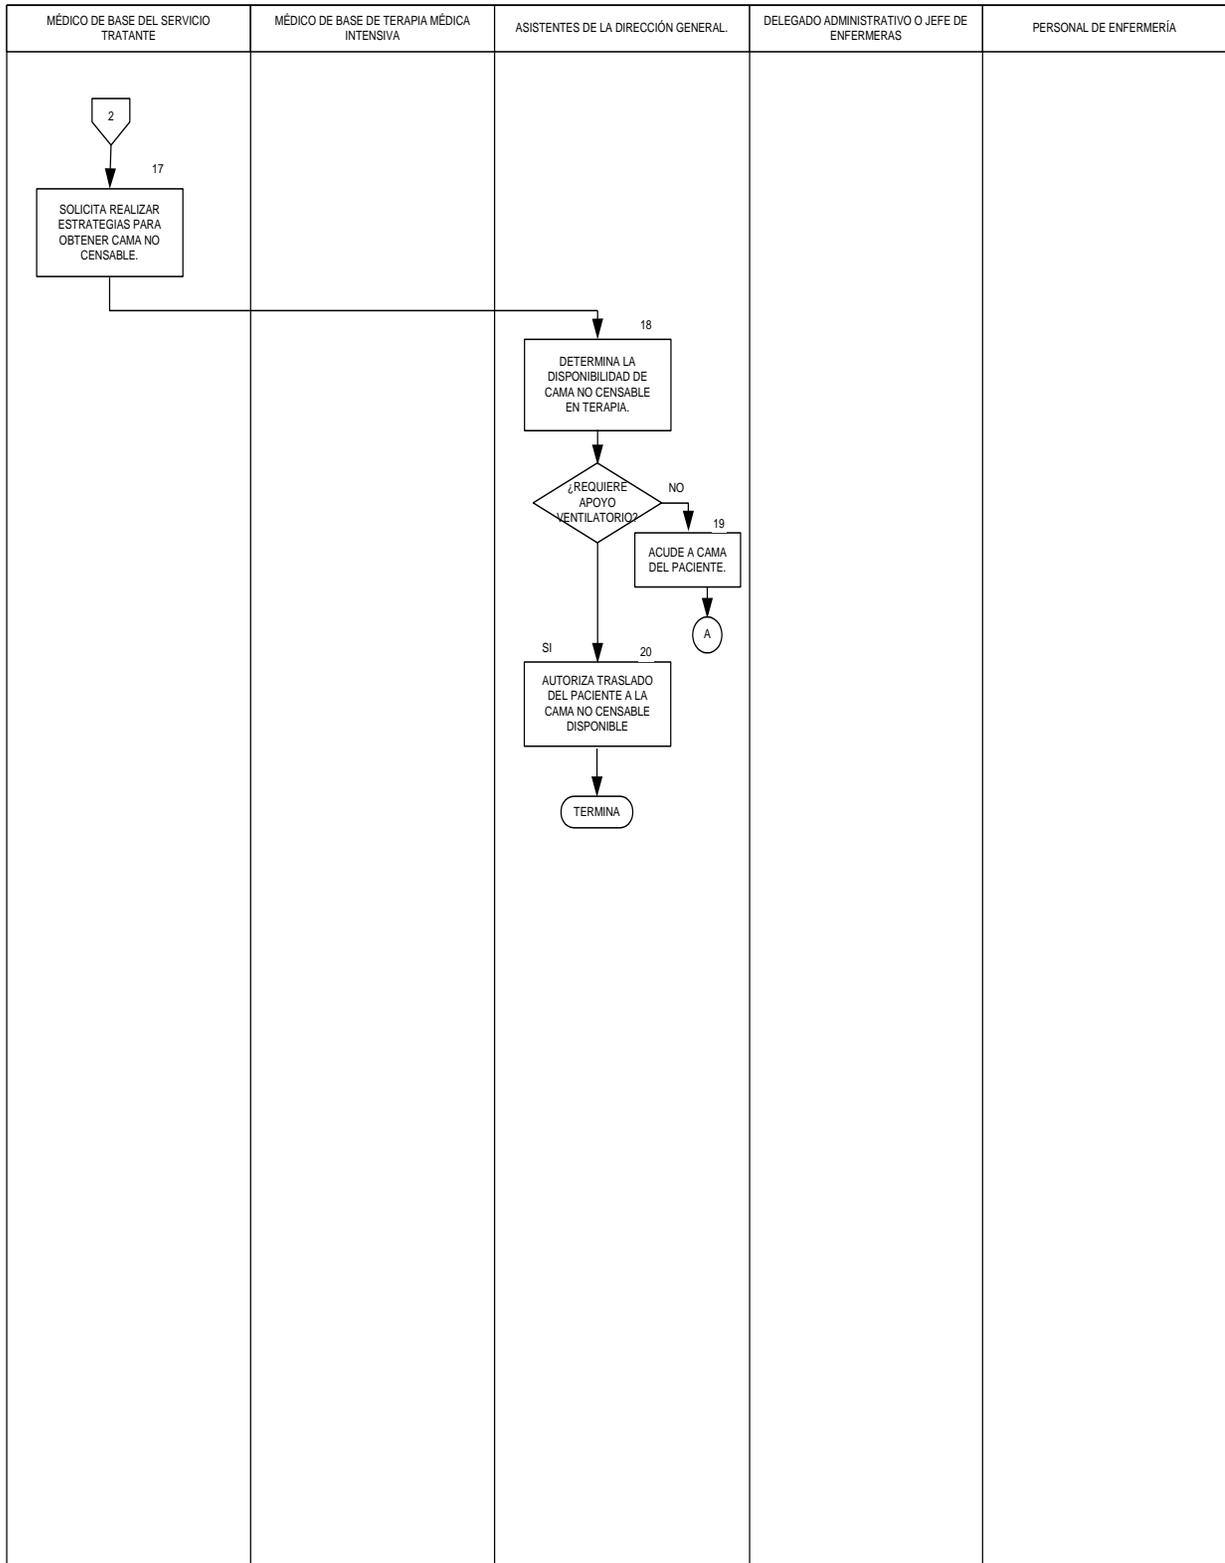 MÉDICO DE BASE DEL SERVICIO
TRATANTE
MÉDICO DE BASE DE TERAPIA MÉDICA
INTENSIVA
ASISTENTES DE LA DIRECCIÓN GENERAL.
DELEGADO ADMINISTRATIVO O JEFE DE
ENFERMERAS
PERSONAL DE ENFERMERÍA
2
17
SOLICITA REALIZAR
ESTRATEGIAS PARA
OBTENER CAMA NO
CENSABLE.
18
DETERMINA LA
DISPONIBILIDAD DE
CAMA NO CENSABLE
EN TERAPIA.
¿REQUIERE
APOYO
VENTILATORIO?
NO
19
ACUDE A CAMA
DEL PACIENTE.
A
SI
20
AUTORIZA TRASLADO
DEL PACIENTE A LA
CAMA NO CENSABLE
DISPONIBLE
TERMINA